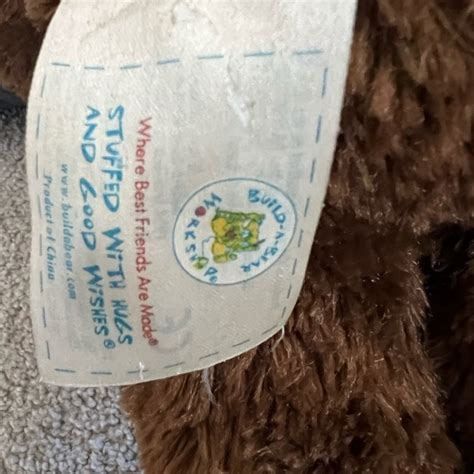 BUILD-A-BEAR
WORKSHOP
Where Best Friends Are Made®
STUFFED WITH HUGS
AND GOOD WISHES®
www.buildabear.com
Product of China